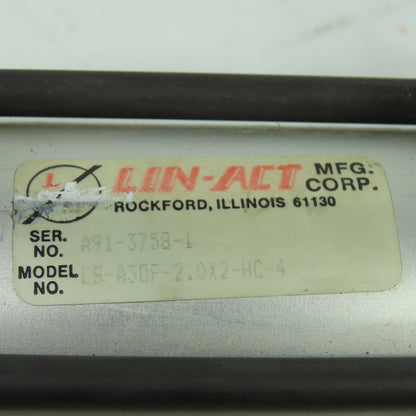 L
LIN-ACT MFG. CORP.
ROCKFORD, ILLINOIS 61130
SER. NO. A91-3758-1
MODEL NO. LS-A3DP-2.0X2-HC-4